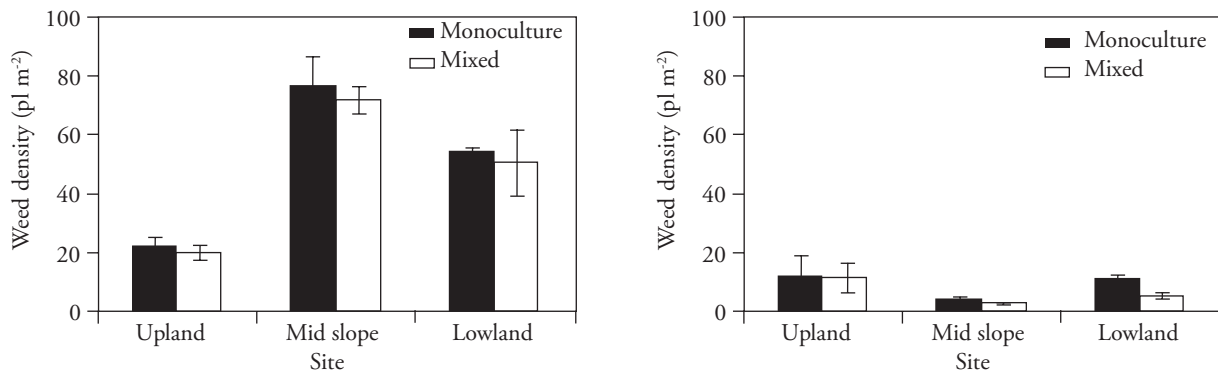 100
80
60
40
20
0
Weed density (pl m⁻²)
Monoculture
Mixed
Upland
Mid slope
Lowland
Site
100
80
60
40
20
0
Weed density (pl m⁻²)
Monoculture
Mixed
Upland
Mid slope
Lowland
Site